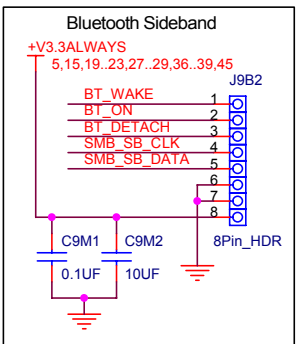 Bluetooth Sideband
+V3.3ALWAYS
5,15,19..23,27..29,36..39,45
J9B2
BT_WAKE 1
BT_ON 2
BT_DETACH 3
SMB_SB_CLK 4
SMB_SB_DATA 5
6
7
8
C9M1 C9M2 8Pin_HDR
0.1UF 10UF